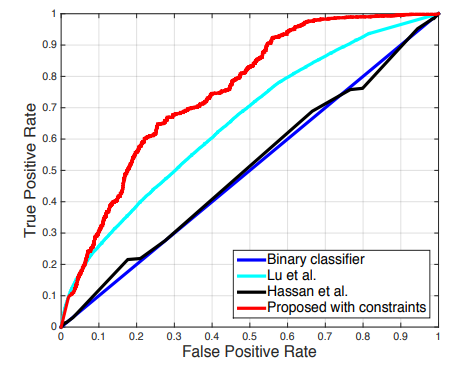 1
0.9
0.8
0.7
0.6
0.5
0.4
0.3
0.2
0.1
0
True Positive Rate
Binary classifier
Lu et al.
Hassan et al.
Proposed with constraints
0 0.1 0.2 0.3 0.4 0.5 0.6 0.7 0.8 0.9 1
False Positive Rate